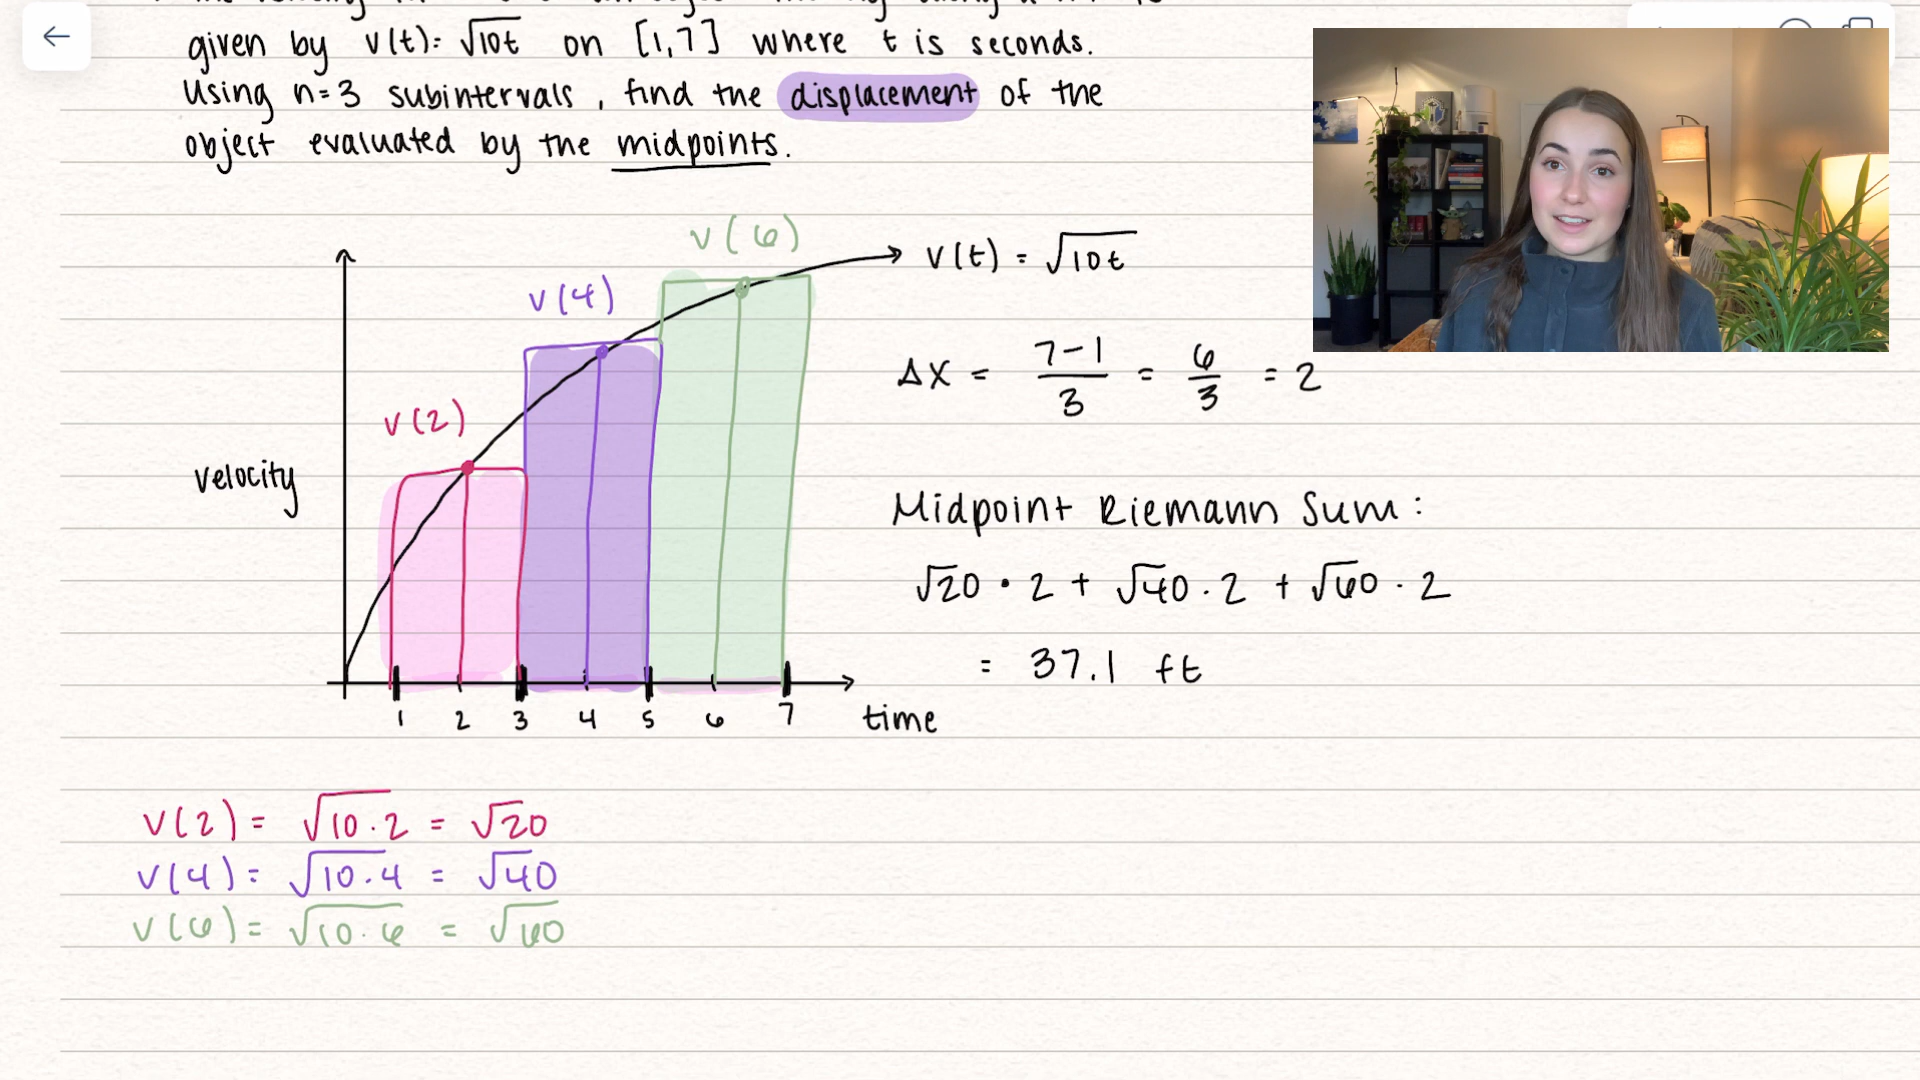 given by v(t)= √10t on [1,7] where t is seconds.
Using n=3 subintervals, find the displacement of the
object evaluated by the midpoints.
v(6)
v(t) = √10t
v(4)
Δx = 7-1/3 = 6/3 = 2
v(2)
velocity
Midpoint Riemann Sum:
√20 · 2 + √40 · 2 + √60 · 2
= 37.1 ft
1 2 3 4 5 6 7 time
v(2) = √10·2 = √20
v(4) = √10·4 = √40
v(6) = √10·6 = √60